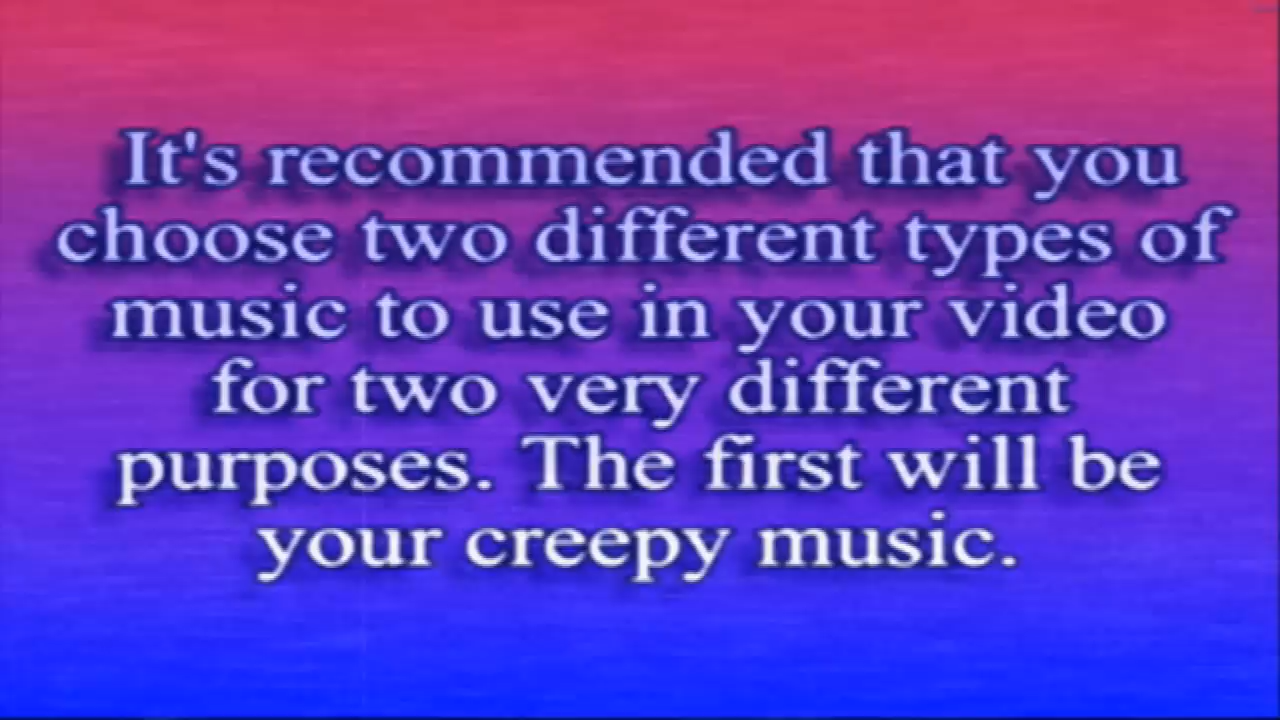 It's recommended that you
choose two different types of
music to use in your video
for two very different
purposes. The first will be
your creepy music.